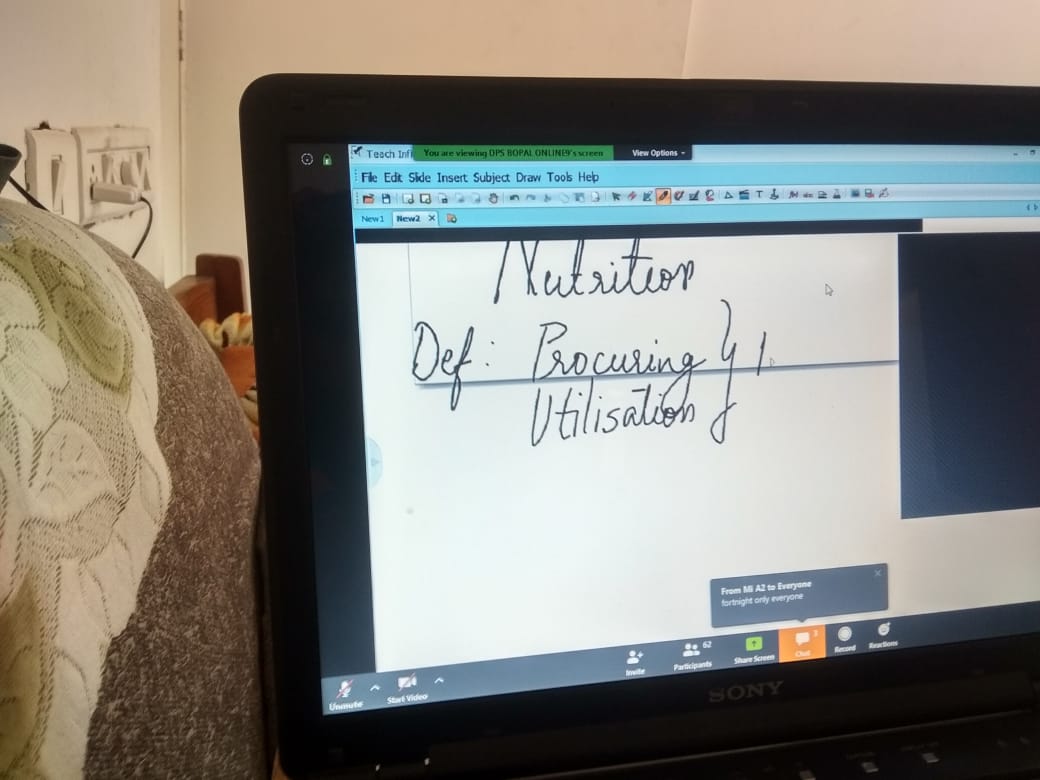 Teach Infi
You are viewing DPS BOPAL ONLINE9's screen
View Options
File Edit Slide Insert Subject Draw Tools Help
New1 New2
Nutrition
Def: Procuring
Utilisation
From Mi A2 to Everyone
fortnight only everyone
Unmute
Start Video
Invite
62
Participants
Share Screen
3
Chat
Record
Reactions
SONY